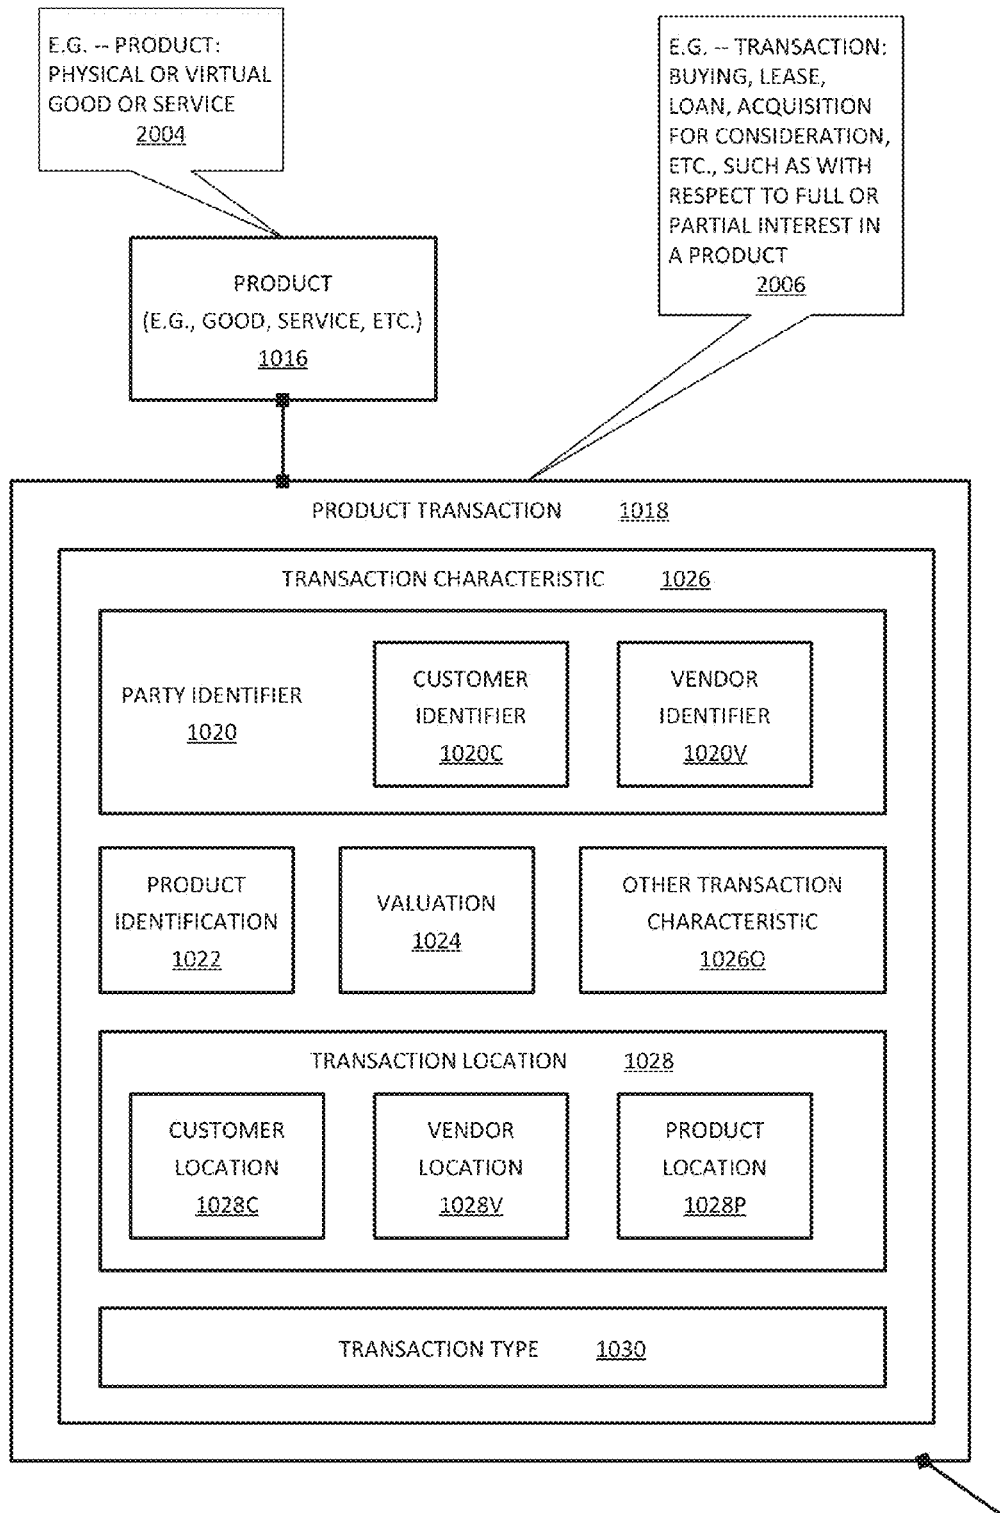 E.G. -- PRODUCT:
PHYSICAL OR VIRTUAL
GOOD OR SERVICE
2004
E.G. -- TRANSACTION:
BUYING, LEASE,
LOAN, ACQUISITION
FOR CONSIDERATION,
ETC., SUCH AS WITH
RESPECT TO FULL OR
PARTIAL INTEREST IN
A PRODUCT
2006
PRODUCT
(E.G., GOOD, SERVICE, ETC.)
1016
PRODUCT TRANSACTION 1018
TRANSACTION CHARACTERISTIC 1026
PARTY IDENTIFIER
1020
CUSTOMER
IDENTIFIER
1020C
VENDOR
IDENTIFIER
1020V
PRODUCT
IDENTIFICATION
1022
VALUATION
1024
OTHER TRANSACTION
CHARACTERISTIC
1026O
TRANSACTION LOCATION 1028
CUSTOMER
LOCATION
1028C
VENDOR
LOCATION
1028V
PRODUCT
LOCATION
1028P
TRANSACTION TYPE 1030